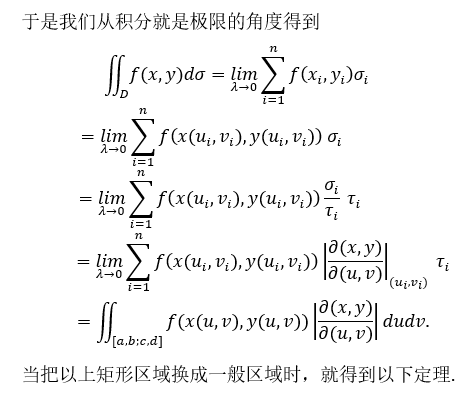 于是我们从积分就是极限的角度得到
∬_D f(x,y)dσ = lim_{λ→0} ∑_{i=1}^{n} f(x_i,y_i)σ_i
= lim_{λ→0} ∑_{i=1}^{n} f(x(u_i,v_i),y(u_i,v_i)) σ_i
= lim_{λ→0} ∑_{i=1}^{n} f(x(u_i,v_i),y(u_i,v_i)) σ_i/τ_i τ_i
= lim_{λ→0} ∑_{i=1}^{n} f(x(u_i,v_i),y(u_i,v_i)) |∂(x,y)/∂(u,v)|_{(u_i,v_i)} τ_i
= ∬_{[a,b;c,d]} f(x(u,v),y(u,v)) |∂(x,y)/∂(u,v)| dudv.
当把以上矩形区域换成一般区域时，就得到以下定理.